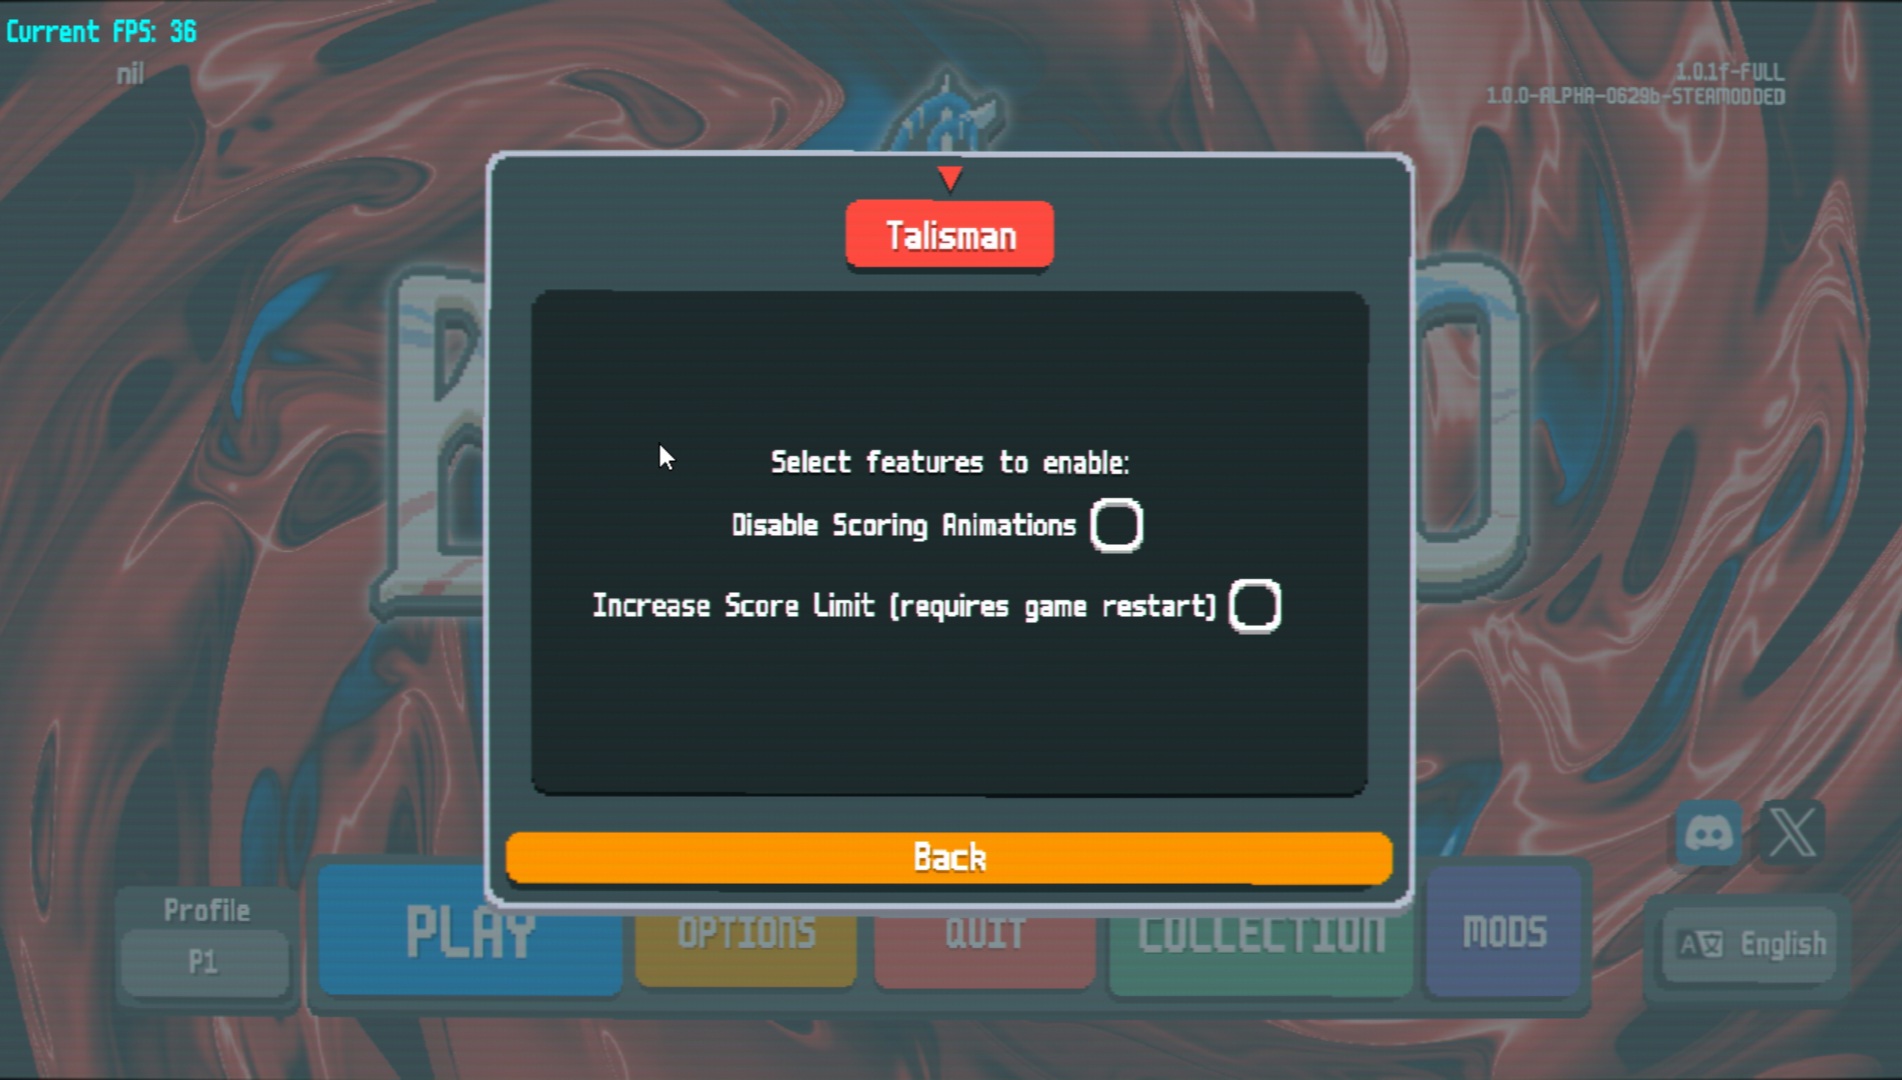 Current FPS: 36
nil
1.0.1f-FULL
1.0.0-ALPHA-0629b-STEAMODDED
Talisman
Select features to enable:
Disable Scoring Animations
Increase Score Limit (requires game restart)
Back
Profile
P1
PLAY
OPTIONS
QUIT
COLLECTION
MODS
English